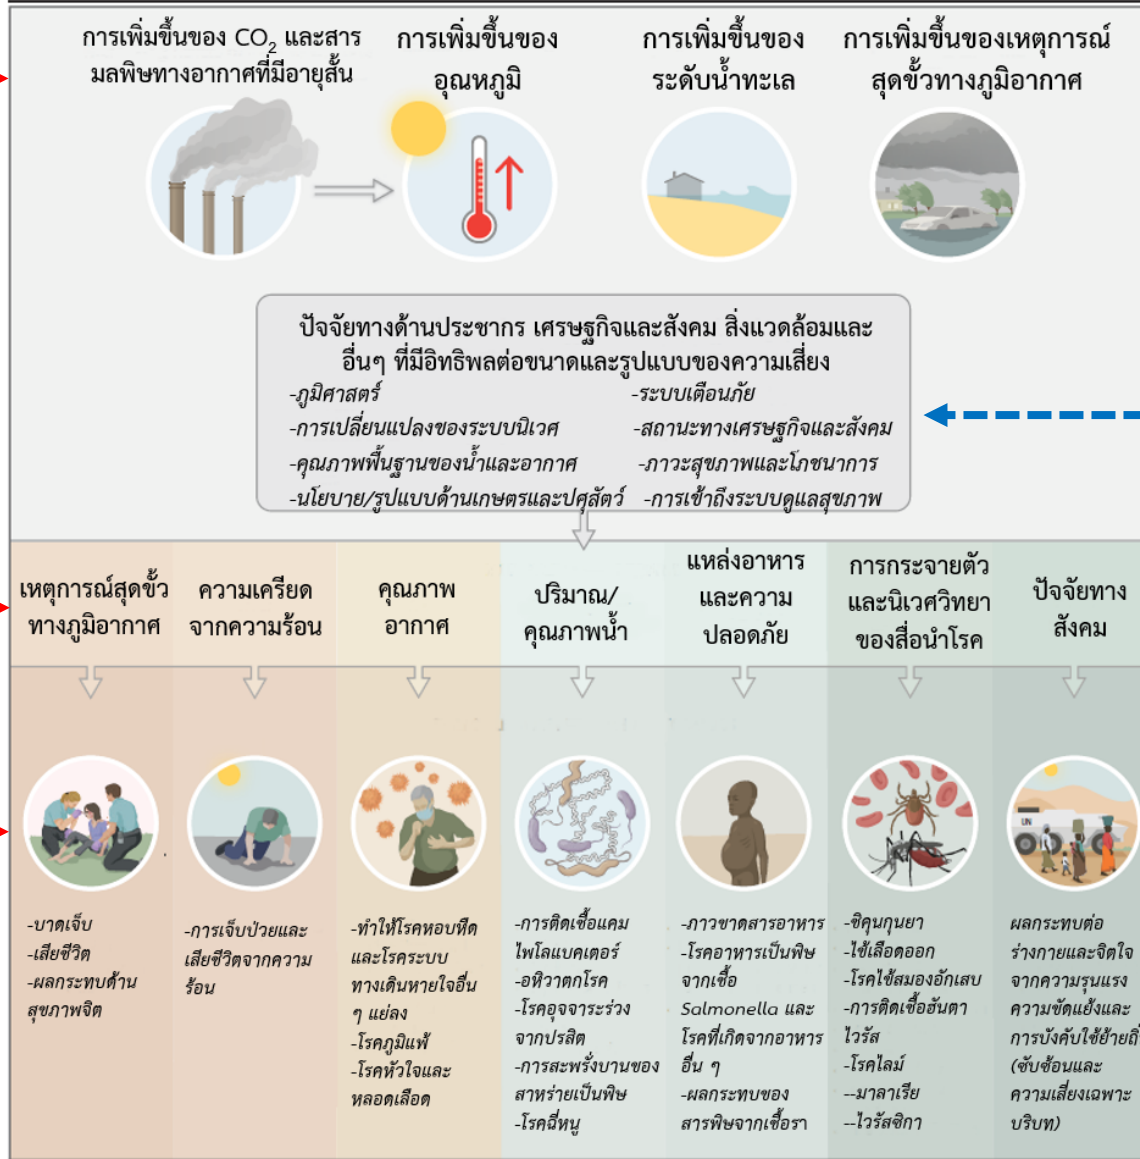 การเพิ่มขึ้นของ CO2 และสาร
มลพิษทางอากาศที่มีอายุสั้น
การเพิ่มขึ้นของ
อุณหภูมิ
การเพิ่มขึ้นของ
ระดับน้ำทะเล
การเพิ่มขึ้นของเหตุการณ์
สุดขั้วทางภูมิอากาศ
ปัจจัยทางด้านประชากร เศรษฐกิจและสังคม สิ่งแวดล้อมและ
อื่นๆ ที่มีอิทธิพลต่อขนาดและรูปแบบของความเสี่ยง
-ภูมิศาสตร์
-การเปลี่ยนแปลงของระบบนิเวศ
-คุณภาพพื้นฐานของน้ำและอากาศ
-นโยบาย/รูปแบบด้านเกษตรและปศุสัตว์
-ระบบเตือนภัย
-สถานะทางเศรษฐกิจและสังคม
-ภาวะสุขภาพและโภชนาการ
-การเข้าถึงระบบดูแลสุขภาพ
เหตุการณ์สุดขั้ว
ทางภูมิอากาศ
ความเครียด
จากความร้อน
คุณภาพ
อากาศ
ปริมาณ/
คุณภาพน้ำ
แหล่งอาหาร
และความ
ปลอดภัย
การกระจายตัว
และนิเวศวิทยา
ของสื่อนำโรค
ปัจจัยทาง
สังคม
UN
-บาดเจ็บ
-เสียชีวิต
-ผลกระทบด้าน
สุขภาพจิต
-การเจ็บป่วยและ
เสียชีวิตจากความ
ร้อน
-ทำให้โรคหอบหืด
และโรคระบบ
ทางเดินหายใจอื่น
ๆ แย่ลง
-โรคภูมิแพ้
-โรคหัวใจและ
หลอดเลือด
-การติดเชื้อแคม
ไพโลแบคเตอร์
-อหิวาตกโรค
-โรคอุจจาระร่วง
จากปรสิต
-การสะพรั่งบานของ
สาหร่ายเป็นพิษ
-โรคฉี่หนู
-ภาวขาดสารอาหาร
-โรคอาหารเป็นพิษ
จากเชื้อ
Salmonella และ
โรคที่เกิดจากอาหาร
อื่น ๆ
-ผลกระทบของ
สารพิษจากเชื้อรา
-ชิคุนกุนยา
-ไข้เลือดออก
-โรคไข้สมองอักเสบ
-การติดเชื้อฮันตา
ไวรัส
-โรคไลม์
--มาลาเรีย
--ไวรัสซิกา
ผลกระทบต่อ
ร่างกายและจิตใจ
จากความรุนแรง
ความขัดแย้งและ
การบังคับใช้ย้ายถิ่
(ซับซ้อนและ
ความเสี่ยงเฉพาะ
บริบท)